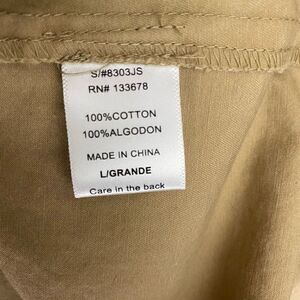 S/#8303JS
RN# 133678
100%COTTON
100%ALGODON
MADE IN CHINA
L/GRANDE
Care in the back